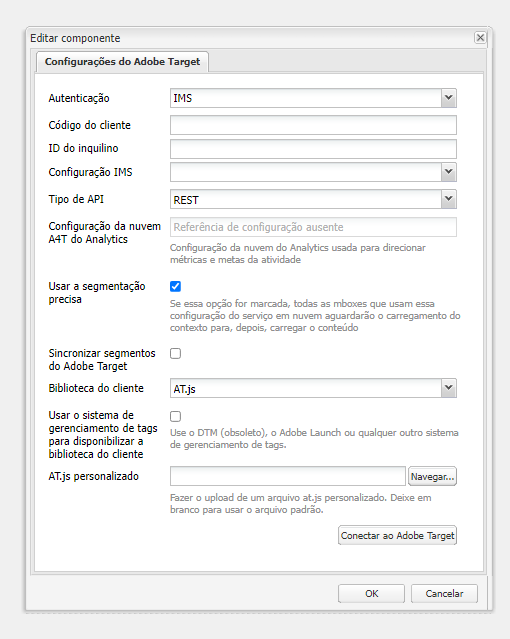 Editar componente
Configurações do Adobe Target
Autenticação
IMS
Código do cliente
ID do inquilino
Configuração IMS
Tipo de API
REST
Configuração da nuvem
A4T do Analytics
Referência de configuração ausente
Configuração da nuvem do Analytics usada para direcionar
métricas e metas da atividade
Usar a segmentação
precisa
Se essa opção for marcada, todas as mboxes que usam essa
configuração do serviço em nuvem aguardarão o carregamento do
contexto para, depois, carregar o conteúdo
Sincronizar segmentos
do Adobe Target
Biblioteca do cliente
AT.js
Usar o sistema de
gerenciamento de tags
para disponibilizar a
biblioteca do cliente
Use o DTM (obsoleto), o Adobe Launch ou qualquer outro sistema
de gerenciamento de tags.
AT.js personalizado
Navegar...
Fazer o upload de um arquivo at.js personalizado. Deixe em
branco para usar o arquivo padrão.
Conectar ao Adobe Target
OK
Cancelar